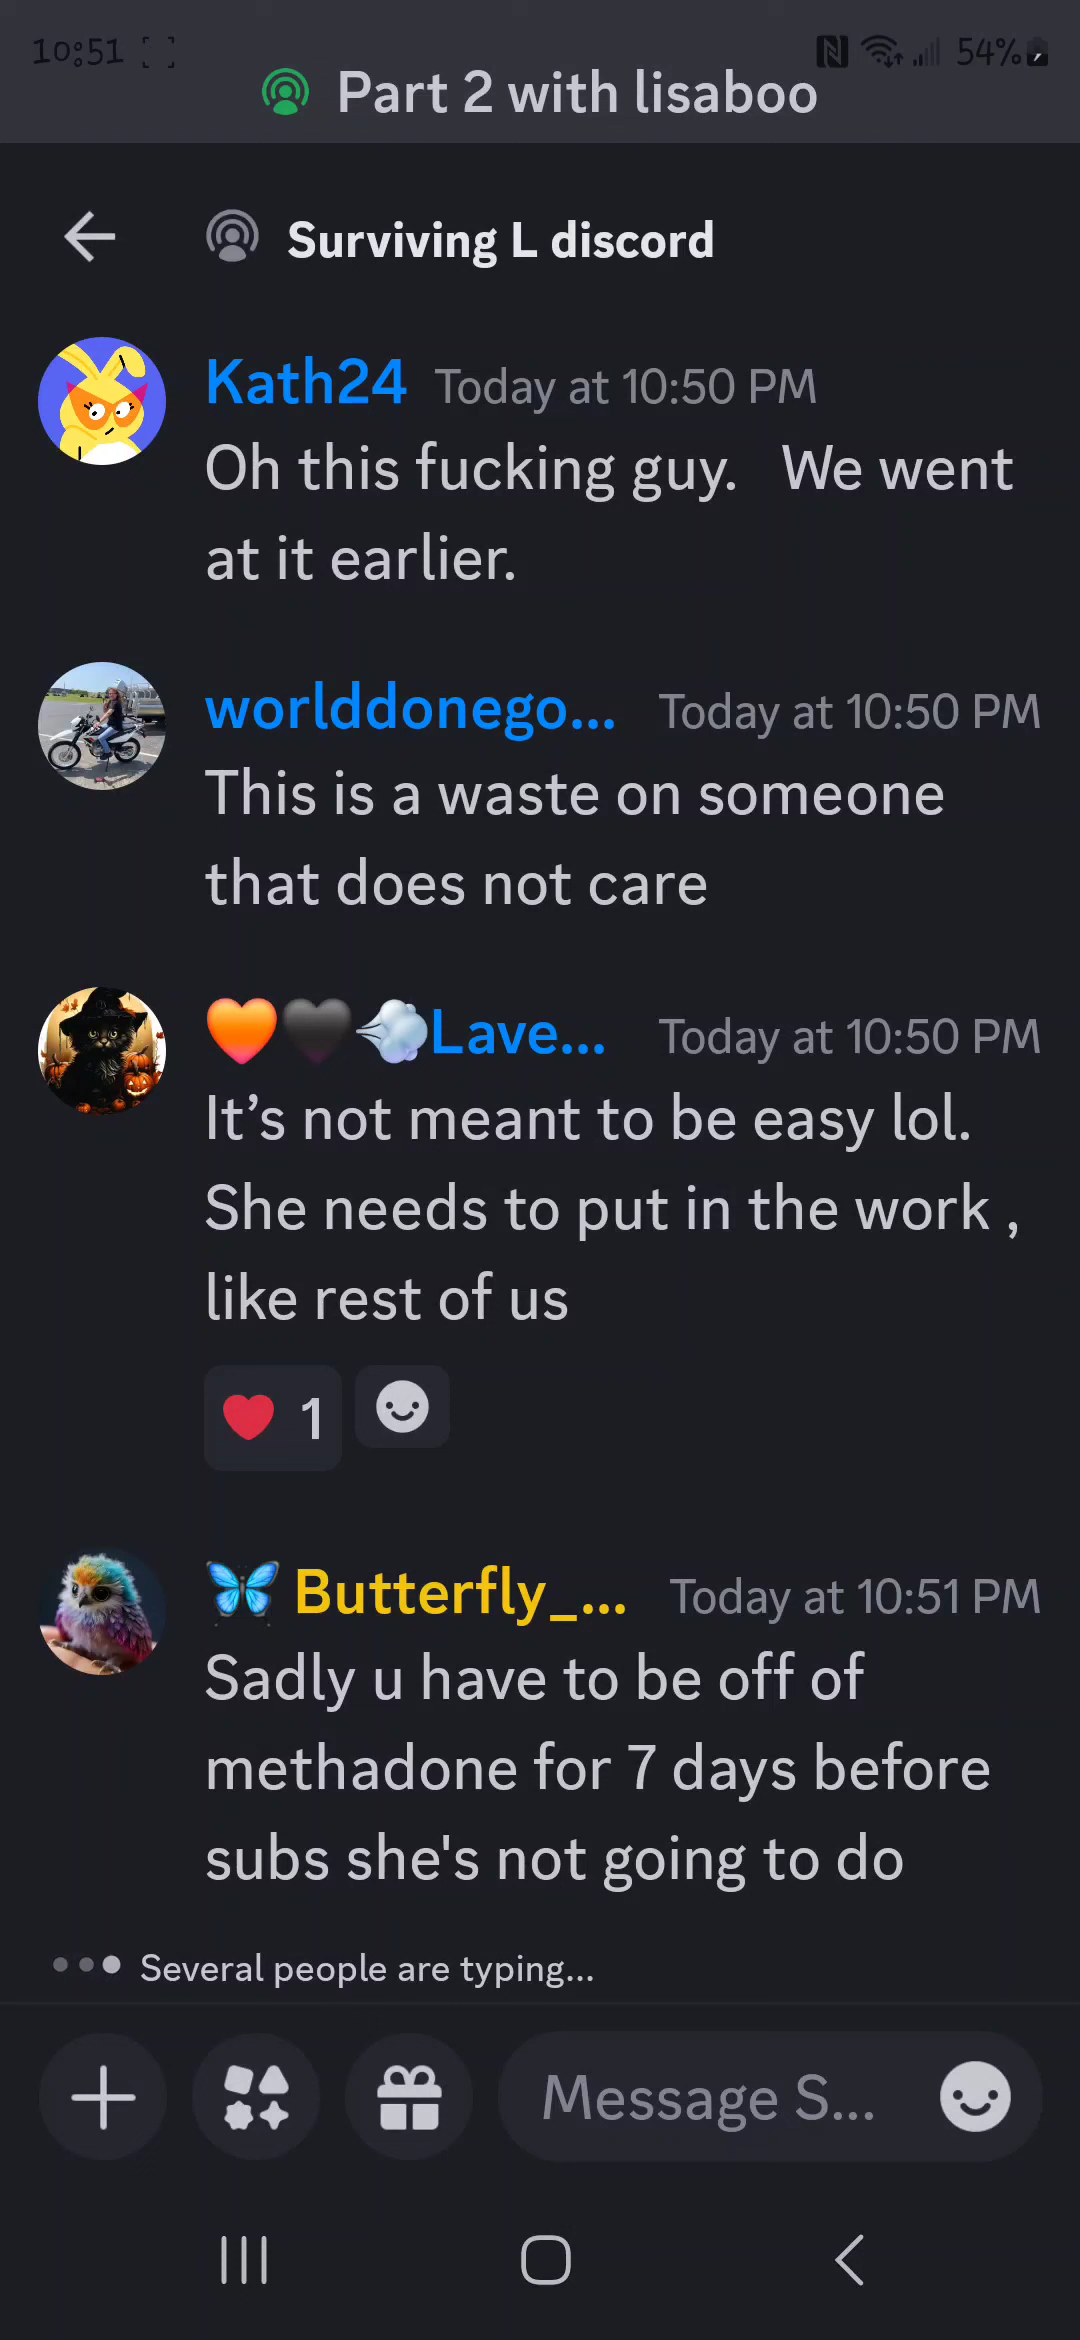 10:51
54%
Part 2 with lisaboo
Surviving L discord
Kath24 Today at 10:50 PM
Oh this fucking guy. We went
at it earlier.
worlddonego... Today at 10:50 PM
This is a waste on someone
that does not care
🧡🖤💨Lave... Today at 10:50 PM
It’s not meant to be easy lol.
She needs to put in the work ,
like rest of us
❤️ 1
🦋 Butterfly_... Today at 10:51 PM
Sadly u have to be off of
methadone for 7 days before
subs she's not going to do
Several people are typing...
Message S...